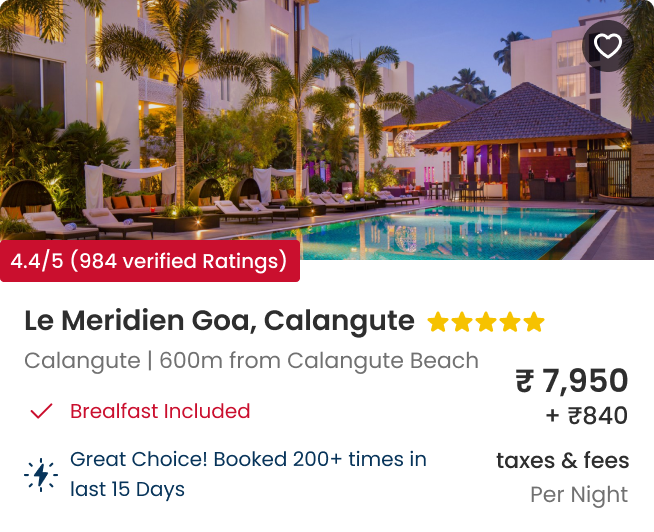 4.4/5 (984 verified Ratings)
Le Meridien Goa, Calangute
Calangute | 600m from Calangute Beach
₹ 7,950
+ ₹840
Brealfast Included
Great Choice! Booked 200+ times in
last 15 Days
taxes & fees
Per Night